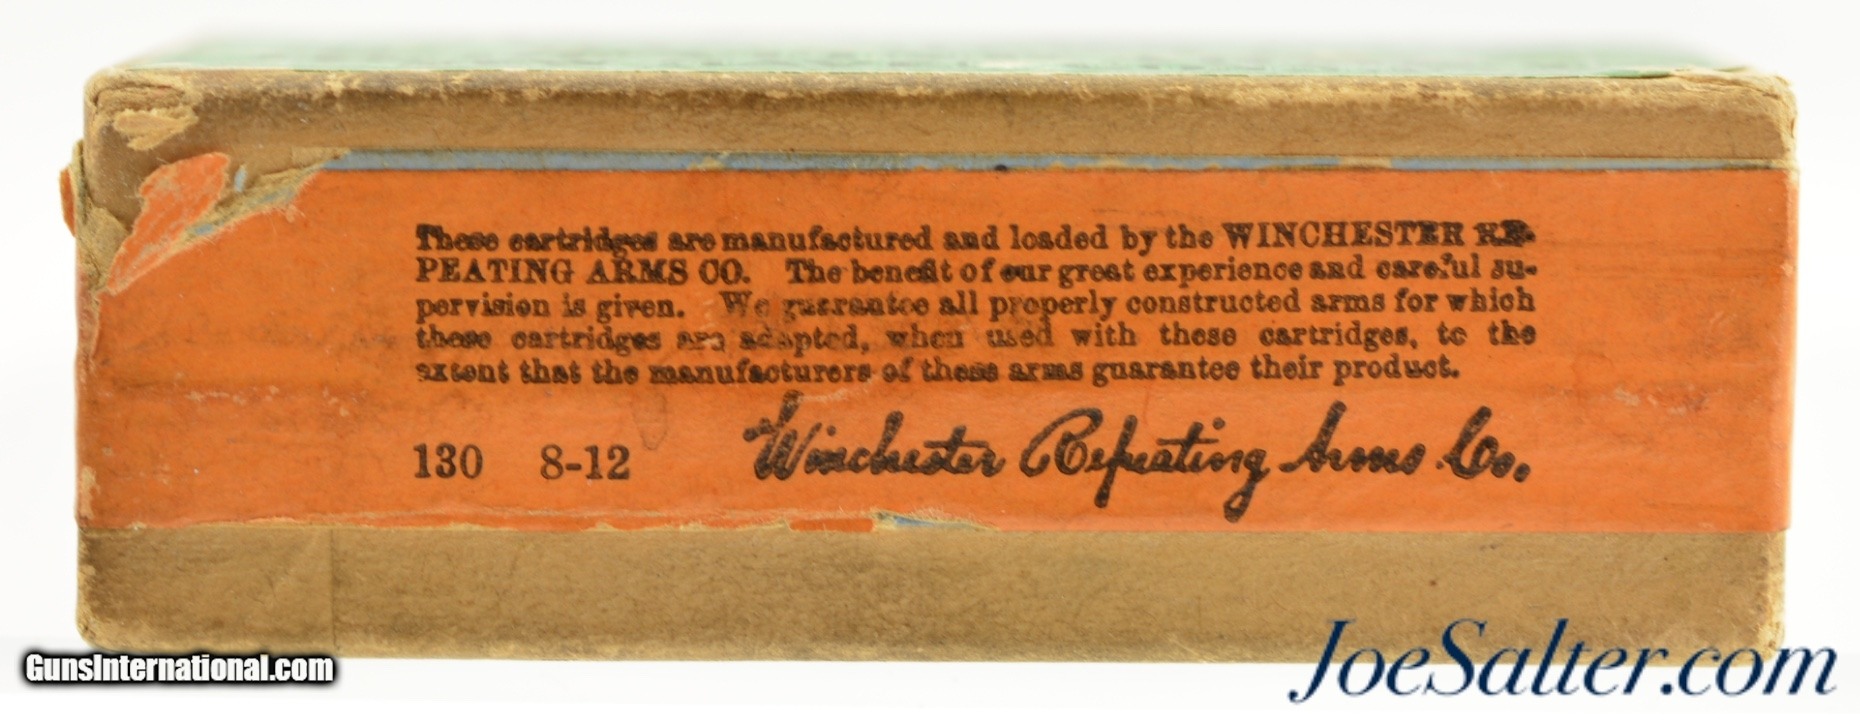 These cartridges are manufactured and loaded by the WINCHESTER RE-
PEATING ARMS CO. The benefit of our great experience and careful su-
pervision is given. We guarantee all properly constructed arms for which
these cartridges are adapted, when used with these cartridges, to the
extent that the manufacturers of these arms guarantee their product.
130 8-12 Winchester Repeating Arms Co.
GunsInternational.com
JoeSalter.com